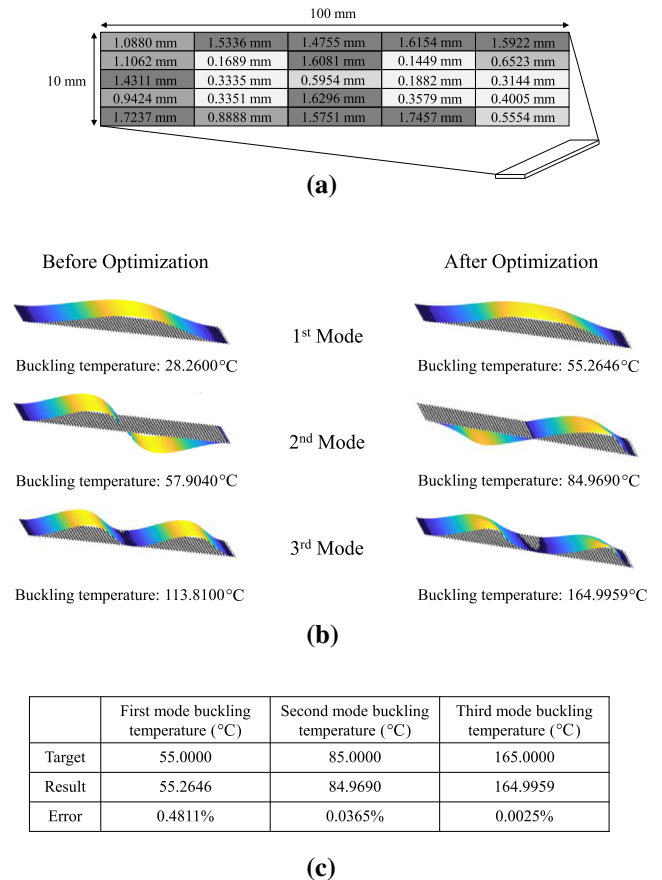 100 mm
10 mm
1.0880 mm 1.5336 mm 1.4755 mm 1.6154 mm 1.5922 mm
1.1062 mm 0.1689 mm 1.6081 mm 0.1449 mm 0.6523 mm
1.4311 mm 0.3335 mm 0.5954 mm 0.1882 mm 0.3144 mm
0.9424 mm 0.3351 mm 1.6296 mm 0.3579 mm 0.4005 mm
1.7237 mm 0.8888 mm 1.5751 mm 1.7457 mm 0.5554 mm
(a)
Before Optimization After Optimization
1st Mode
Buckling temperature: 28.2600°C Buckling temperature: 55.2646°C
2nd Mode
Buckling temperature: 57.9040°C Buckling temperature: 84.9690°C
3rd Mode
Buckling temperature: 113.8100°C Buckling temperature: 164.9959°C
(b)
First mode buckling Second mode buckling Third mode buckling
temperature (°C) temperature (°C) temperature (°C)
Target 55.0000 85.0000 165.0000
Result 55.2646 84.9690 164.9959
Error 0.4811% 0.0365% 0.0025%
(c)